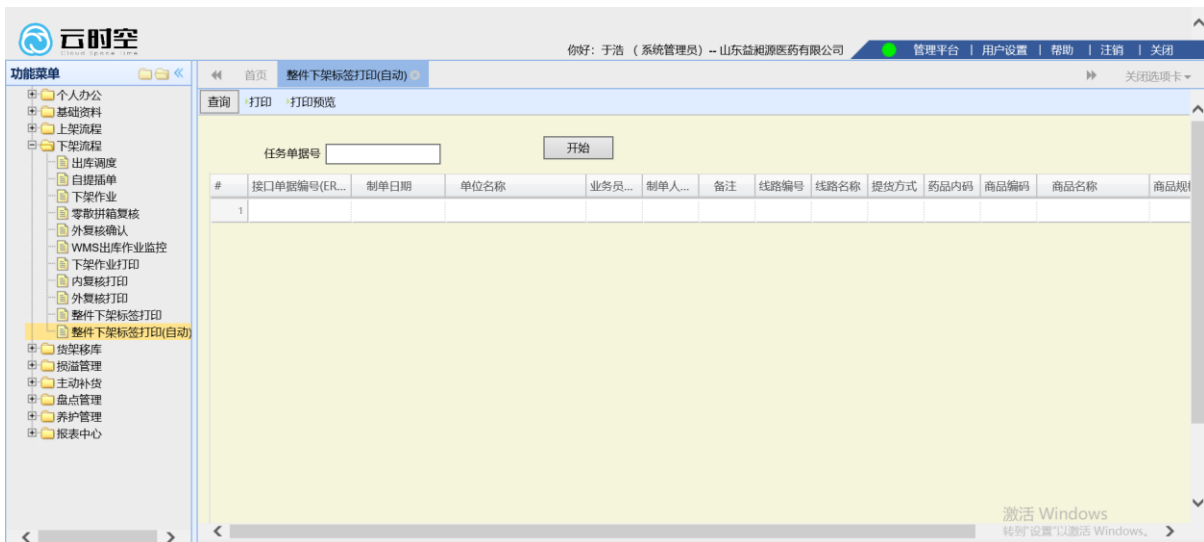 云时空
Cloud Space Time
你好：于浩 （系统管理员）-- 山东益昶源医药有限公司
管理平台 | 用户设置 | 帮助 | 注销 | 关闭
功能菜单
首页 整件下架标签打印(自动)
关闭选项卡
查询 打印 打印预览
个人办公
基础资料
上架流程
下架流程
出库调度
自提插单
下架作业
零散拼箱复核
外复核确认
WMS出库作业监控
下架作业打印
内复核打印
外复核打印
整件下架标签打印
整件下架标签打印(自动)
货架移库
损溢管理
主动补货
盘点管理
养护管理
报表中心
任务单据号
开始
# 接口单据编号(ER... 制单日期 单位名称 业务员... 制单人... 备注 线路编号 线路名称 提货方式 药品内码 商品编码 商品名称 商品规
1
激活 Windows
转到"设置"以激活 Windows。